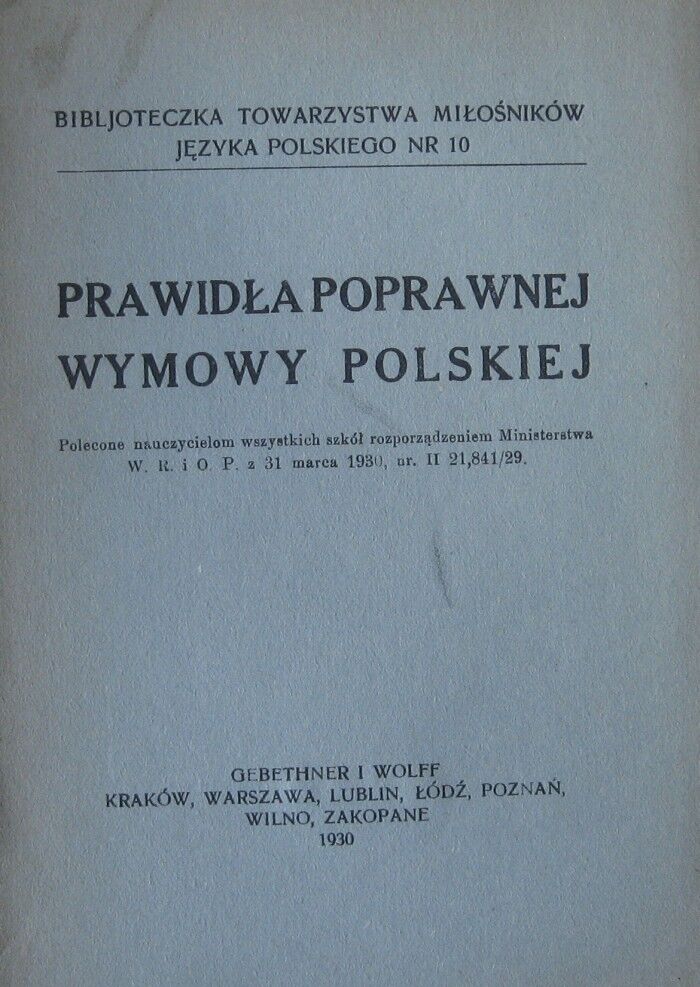 BIBLJOTECZKA TOWARZYSTWA MIŁOŚNIKÓW
JĘZYKA POLSKIEGO NR 10
PRAWIDŁA POPRAWNEJ
WYMOWY POLSKIEJ
Polecone nauczycielom wszystkich szkół rozporządzeniem Ministerstwa
W. R. i O. P. z 31 marca 1930, nr. II 21,841/29.
GEBETHNER I WOLFF
KRAKÓW, WARSZAWA, LUBLIN, ŁÓDŹ, POZNAŃ,
WILNO, ZAKOPANE
1930